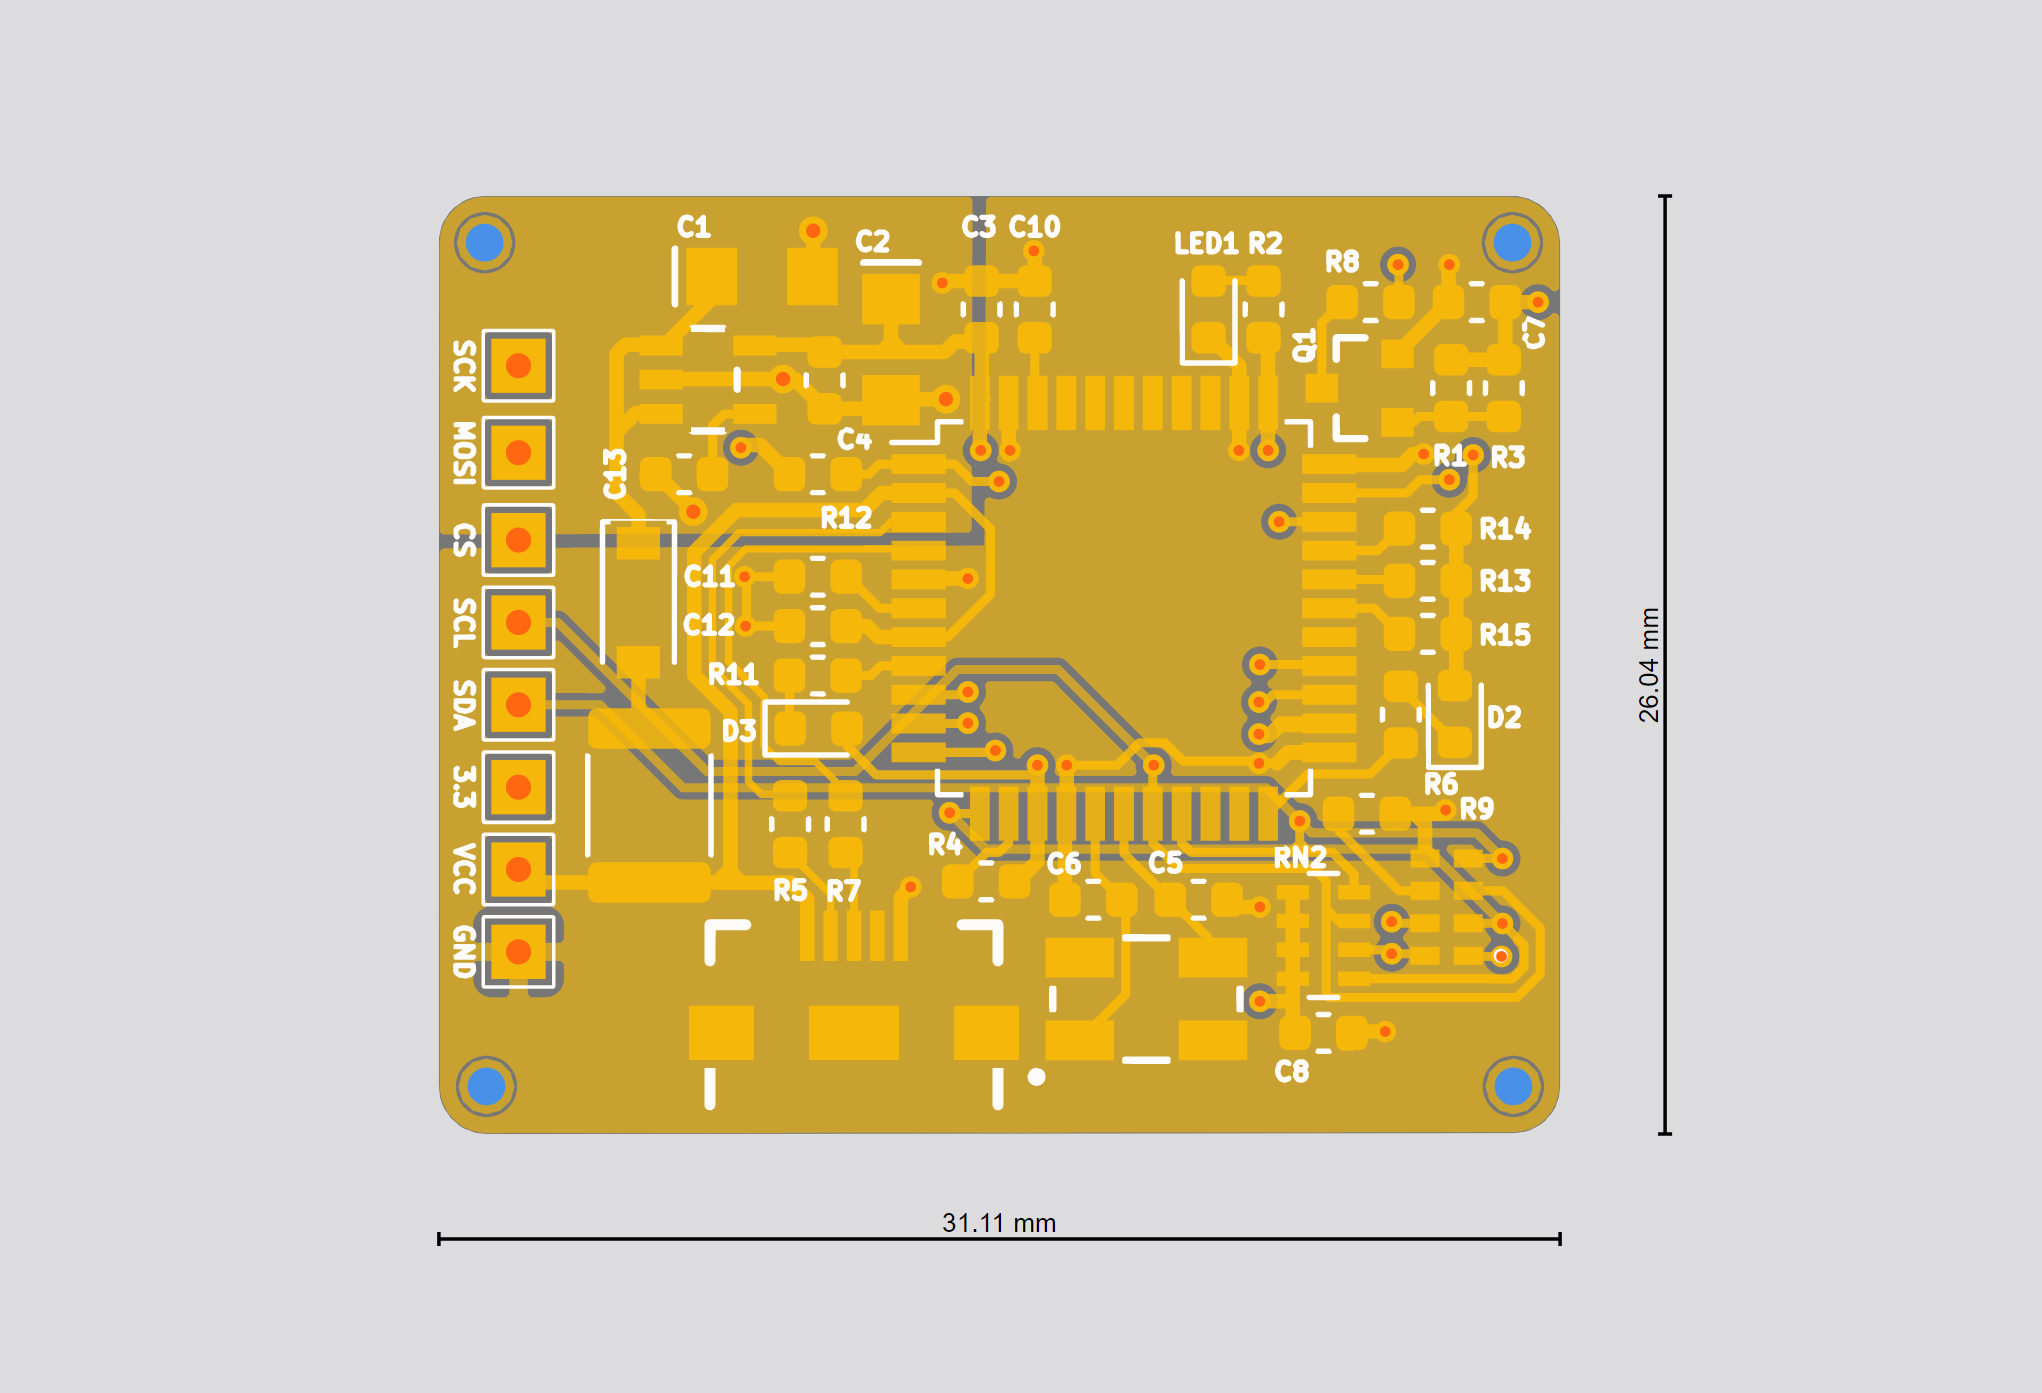 C1
C2
C3 C10
LED1 R2
R8
Q1
C7
SCK
MOSI
CS
SCL
SDA
3.3
VCC
GND
C13
C4
R12
R1 R3
R14
R13
R15
C11
C12
R11
D3
D2
R6
R9
R4
C6
C5
RN2
R5
R7
C8
26.04 mm
31.11 mm